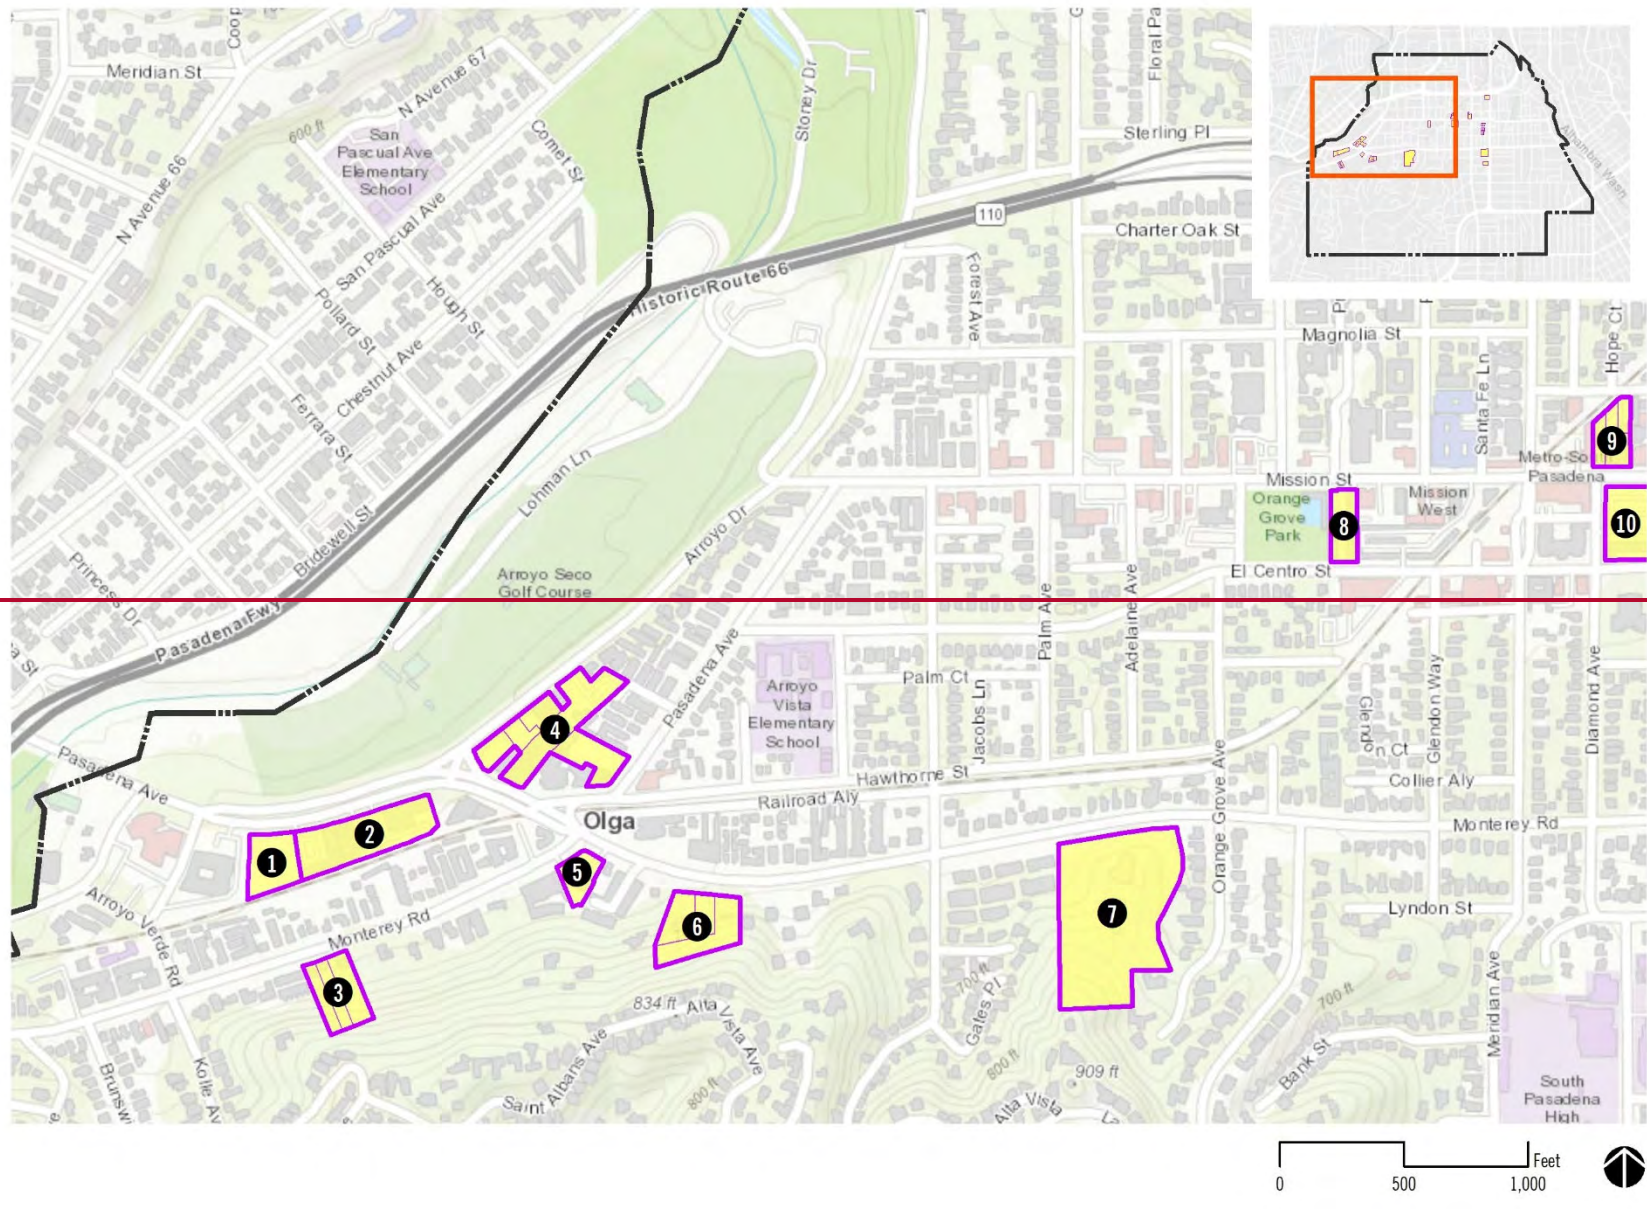 Meridian St
N Avenue 67
600 ft
San
Pascual Ave
Elementary
School
Comet St
Stoney Dr
Sterling Pl
N Avenue 66
San Pascual Ave
110
Charter Oak St
Alhambra Wash
Pollard St
Hough St
Historic Route 66
Forest Ave
Magnolia St
Hope Ct
Chestnut Ave
Ferrara St
Santa Fe Ln
9
Lohman Ln
Mission St
Pasadena
Orange
Grove
Park
8
Mission
West
10
Bridewell St
Arroyo Dr
El Centro St
Princess Dr
Arroyo Seco
Golf Course
Palm Ave
Adelaine Ave
Pasadena Fwy
Pasadena Ave
Arroyo
Vista
Elementary
School
Palm Ct
Jacobs Ln
Glendon Way
Diamond Ave
4
Glendon Ct
Pasadena Ave
Hawthorne St
Railroad Aly
Orange Grove Ave
Collier Aly
Olga
Monterey Rd
1
2
5
6
7
Lyndon St
Arroyo Verde Rd
Monterey Rd
3
834 ft
Alta Vista Ave
700 ft
Gates Pl
700 ft
Meridian Ave
Saint Albans Ave
800 ft
800 ft
909 ft
Alta Vista
Bank St
South
Pasadena
High
Feet
0
500
1,000